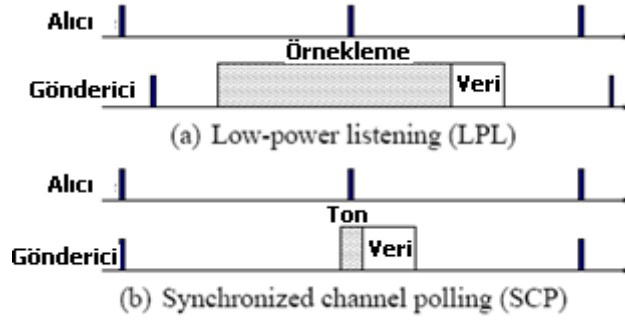 Alıcı
Örnekleme
Gönderici
Veri
(a) Low-power listening (LPL)
Alıcı
Ton
Gönderici
Veri
(b) Synchronized channel polling (SCP)